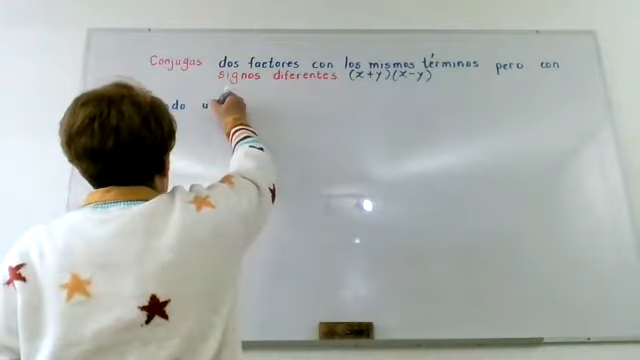 Conjugas dos factores con los mismos términos pero con
signos diferentes (x+y)(x-y)
do u